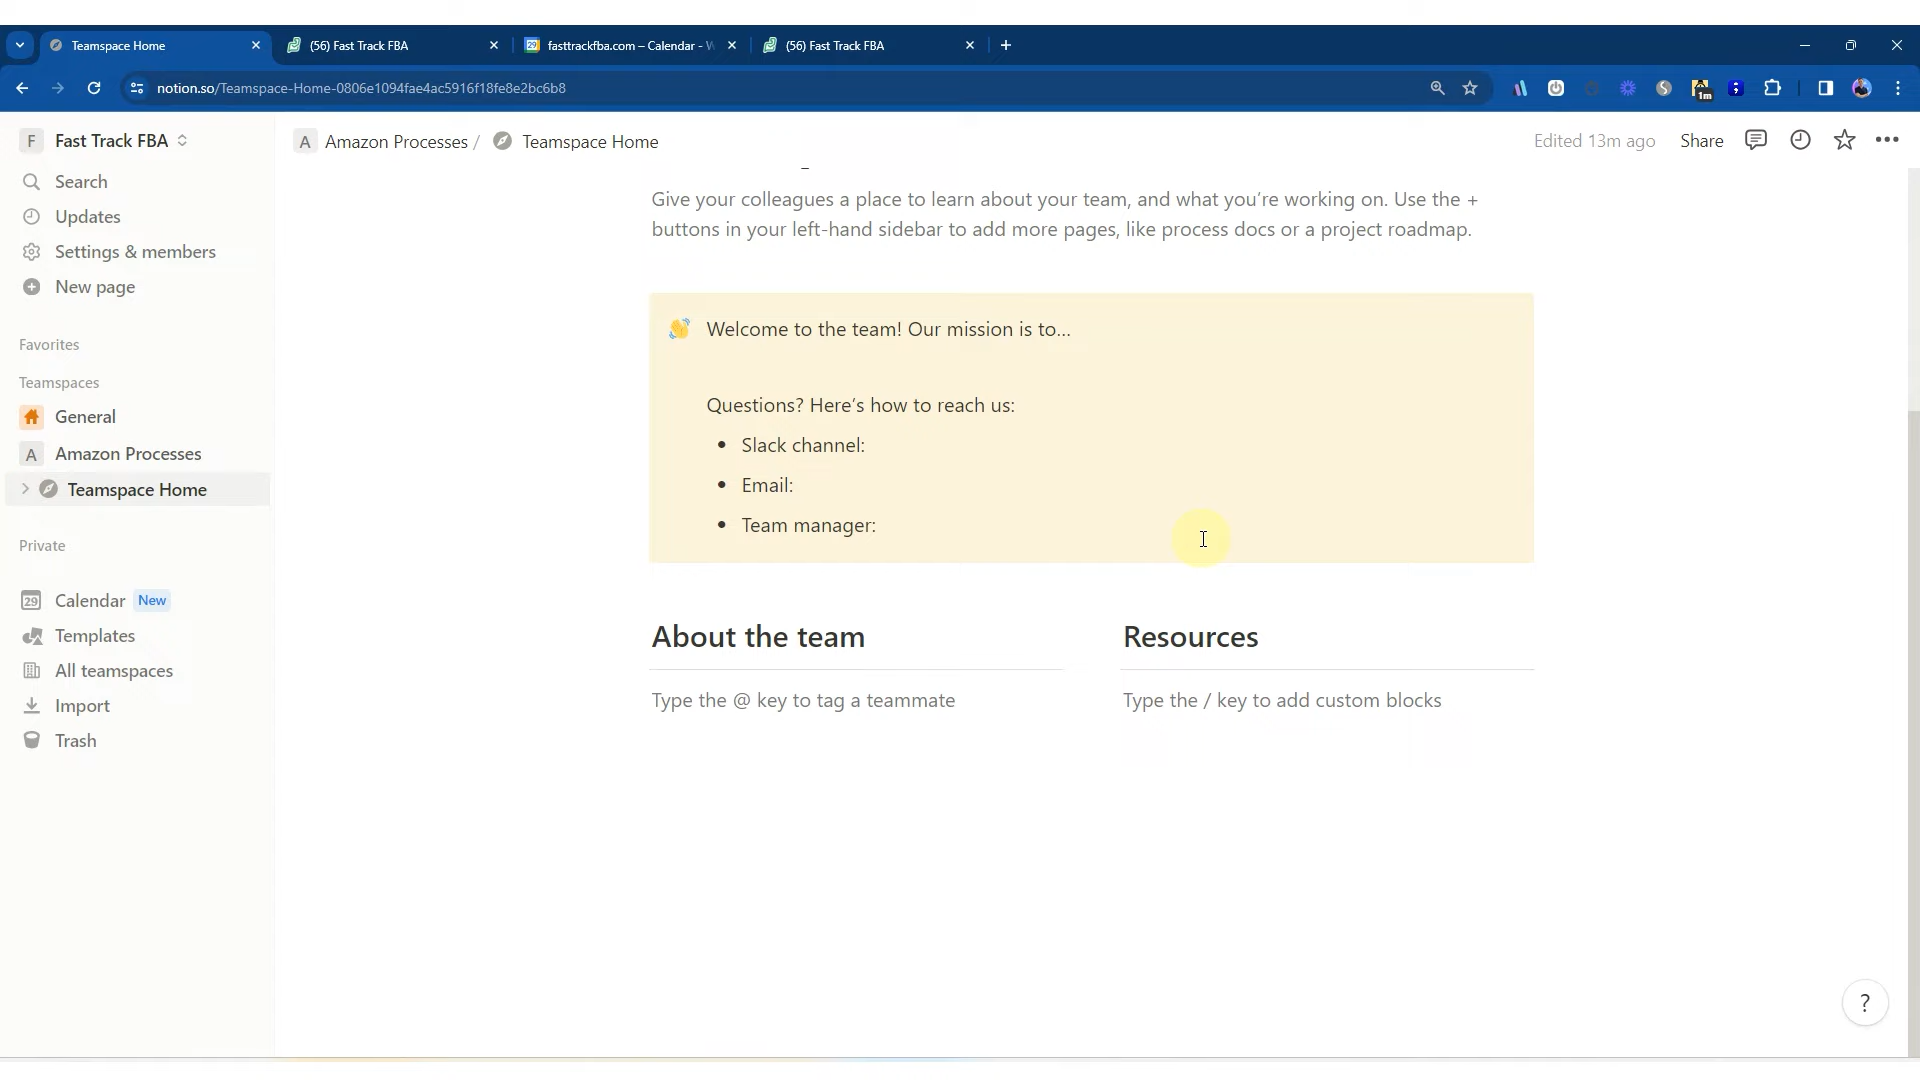 Teamspace Home
(56) Fast Track FBA
29
fasttrackfba.com – Calendar -
(56) Fast Track FBA
notion.so/Teamspace-Home-0806e1094fae4ac5916f18fe8e2bc6b8
1m
F Fast Track FBA
A Amazon Processes / Teamspace Home
Edited 13m ago
Share
Search
Updates
Settings & members
New page
Favorites
Teamspaces
General
A Amazon Processes
Teamspace Home
Private
29 Calendar New
Templates
All teamspaces
Import
Trash
Give your colleagues a place to learn about your team, and what you’re working on. Use the +
buttons in your left-hand sidebar to add more pages, like process docs or a project roadmap.
Welcome to the team! Our mission is to…
Questions? Here’s how to reach us:
• Slack channel:
• Email:
• Team manager:
About the team
Type the @ key to tag a teammate
Resources
Type the / key to add custom blocks
?